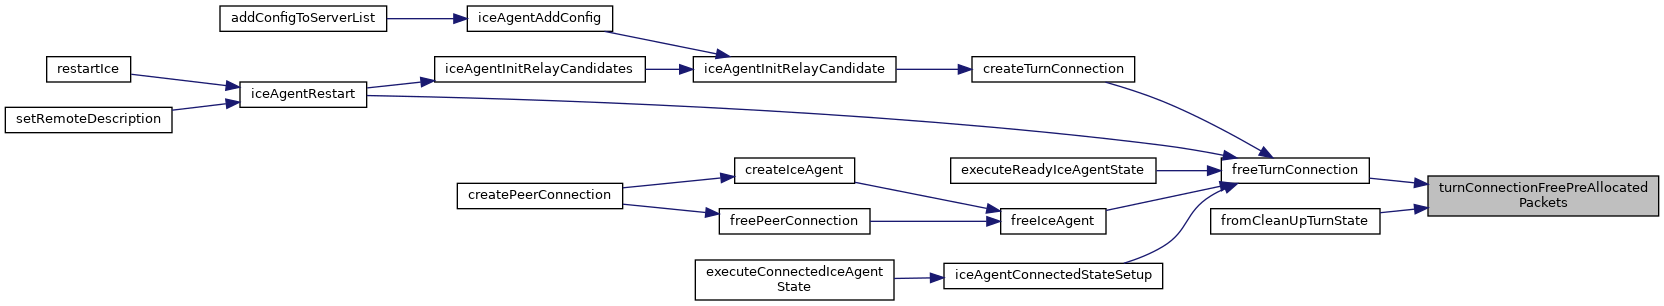 addConfigToServerList
iceAgentAddConfig
restartIce
iceAgentInitRelayCandidates
iceAgentInitRelayCandidate
createTurnConnection
iceAgentRestart
setRemoteDescription
createIceAgent
executeReadyIceAgentState
freeTurnConnection
createPeerConnection
turnConnectionFreePreAllocated
Packets
freePeerConnection
freeIceAgent
fromCleanUpTurnState
executeConnectedIceAgent
State
iceAgentConnectedStateSetup